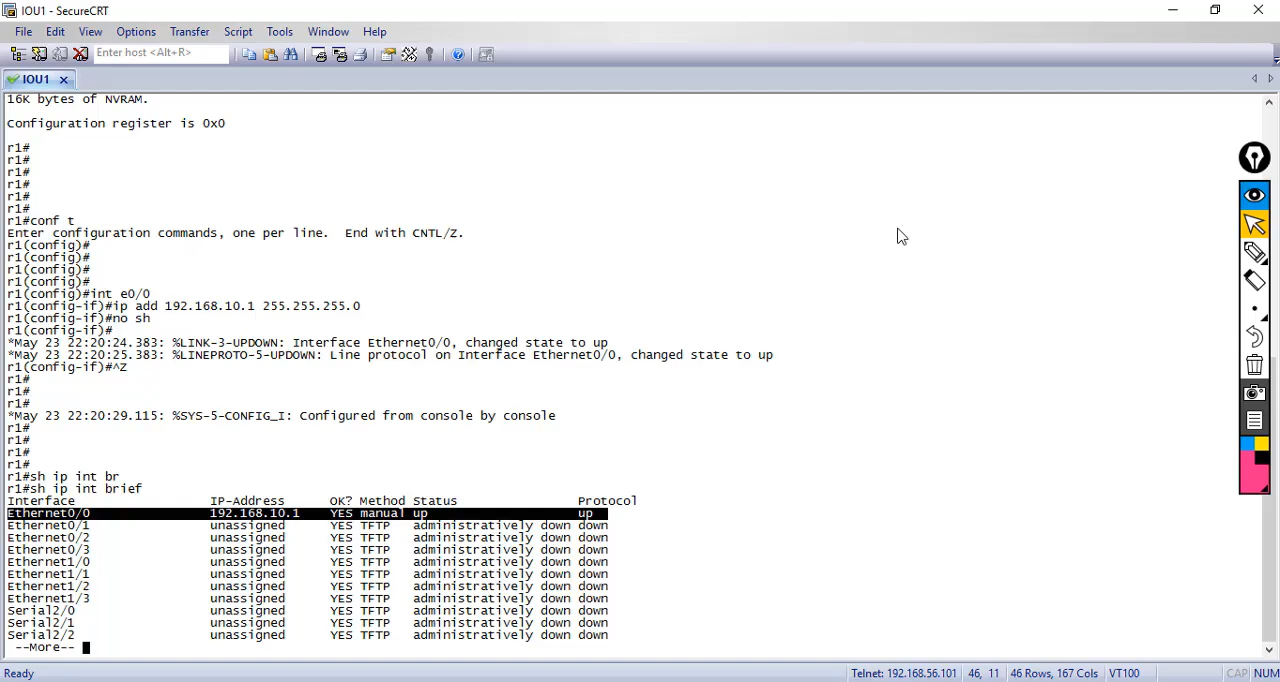 IOU1 - SecureCRT
File Edit View Options Transfer Script Tools Window Help
Enter host <Alt+R>
IOU1
16K bytes of NVRAM.
Configuration register is 0x0
r1#
r1#
r1#
r1#
r1#
r1#
r1#conf t
Enter configuration commands, one per line. End with CNTL/Z.
r1(config)#
r1(config)#
r1(config)#
r1(config)#
r1(config)#int e0/0
r1(config-if)#ip add 192.168.10.1 255.255.255.0
r1(config-if)#no sh
r1(config-if)#
*May 23 22:20:24.383: %LINK-3-UPDOWN: Interface Ethernet0/0, changed state to up
*May 23 22:20:25.383: %LINEPROTO-5-UPDOWN: Line protocol on Interface Ethernet0/0, changed state to up
r1(config-if)#^Z
r1#
r1#
r1#
*May 23 22:20:29.115: %SYS-5-CONFIG_I: Configured from console by console
r1#
r1#
r1#
r1#
r1#sh ip int br
r1#sh ip int brief
Interface IP-Address OK? Method Status Protocol
Ethernet0/0 192.168.10.1 YES manual up up
Ethernet0/1 unassigned YES TFTP administratively down down
Ethernet0/2 unassigned YES TFTP administratively down down
Ethernet0/3 unassigned YES TFTP administratively down down
Ethernet1/0 unassigned YES TFTP administratively down down
Ethernet1/1 unassigned YES TFTP administratively down down
Ethernet1/2 unassigned YES TFTP administratively down down
Ethernet1/3 unassigned YES TFTP administratively down down
Serial2/0 unassigned YES TFTP administratively down down
Serial2/1 unassigned YES TFTP administratively down down
Serial2/2 unassigned YES TFTP administratively down down
--More--
Ready Telnet: 192.168.56.101 46, 11 46 Rows, 167 Cols VT100 CAP NUM